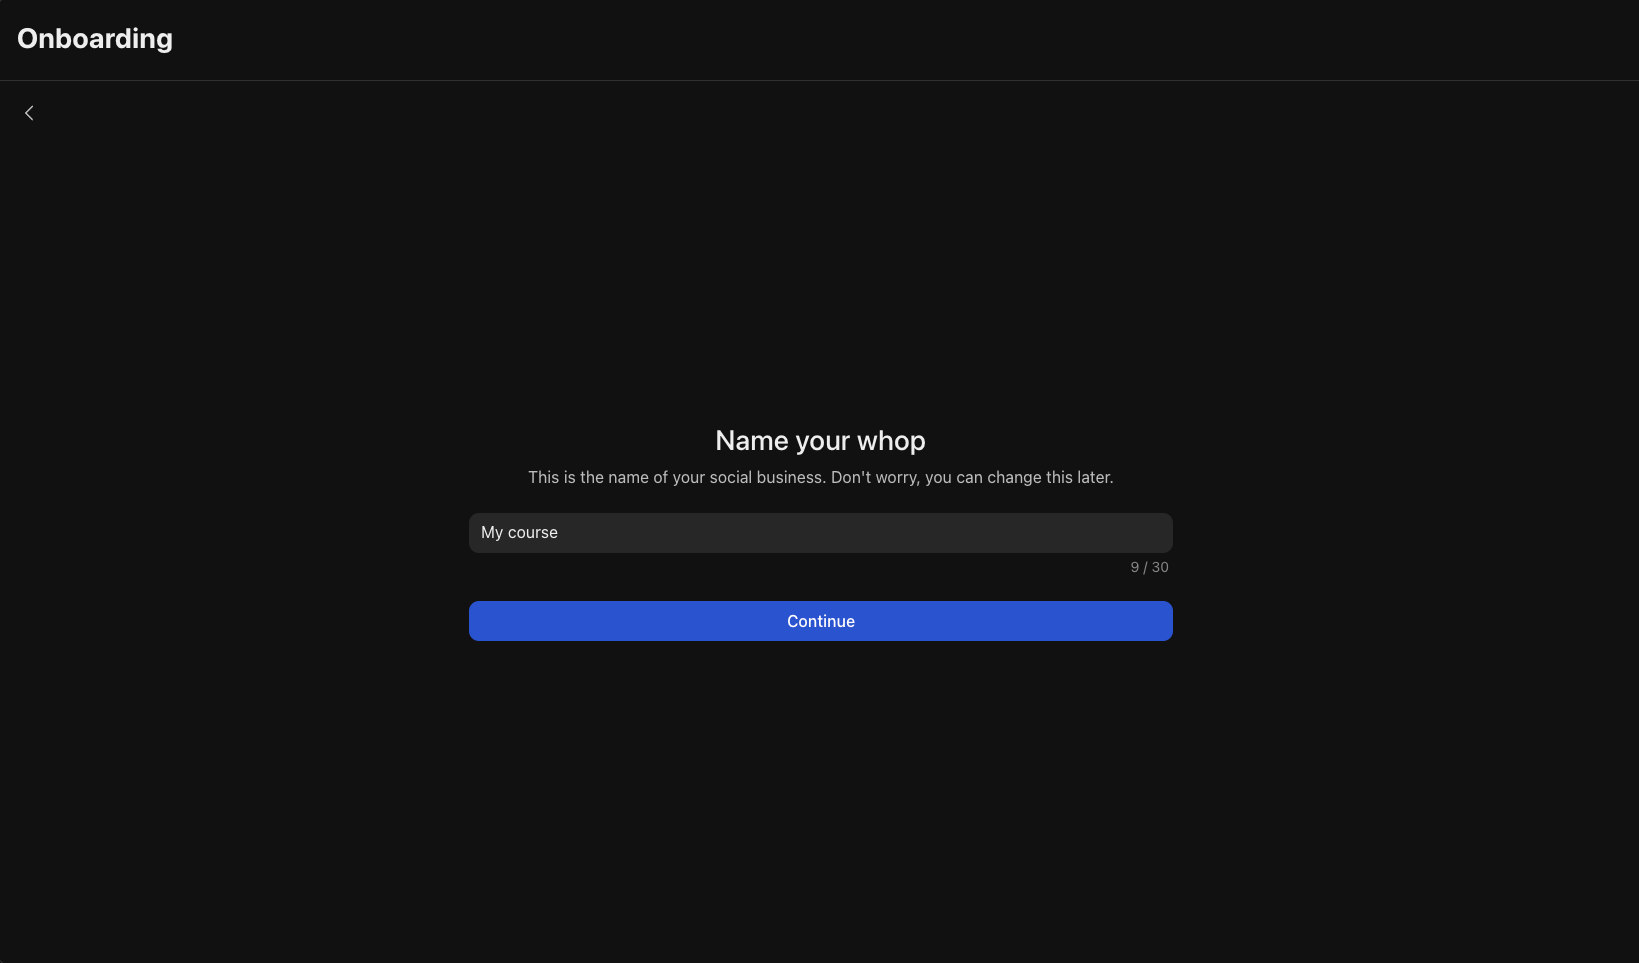 Onboarding
Name your whop
This is the name of your social business. Don't worry, you can change this later.
My course
9 / 30
Continue